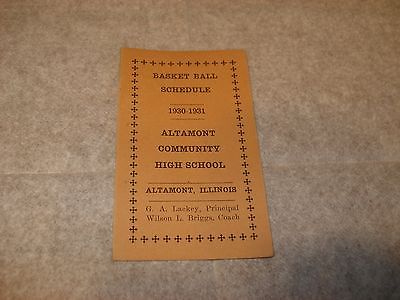 BASKET BALL
SCHEDULE
1930-1931
ALTAMONT
COMMUNITY
HIGH SCHOOL
ALTAMONT, ILLINOIS
G. A. Lackey, Principal
Wilson L. Briggs, Coach